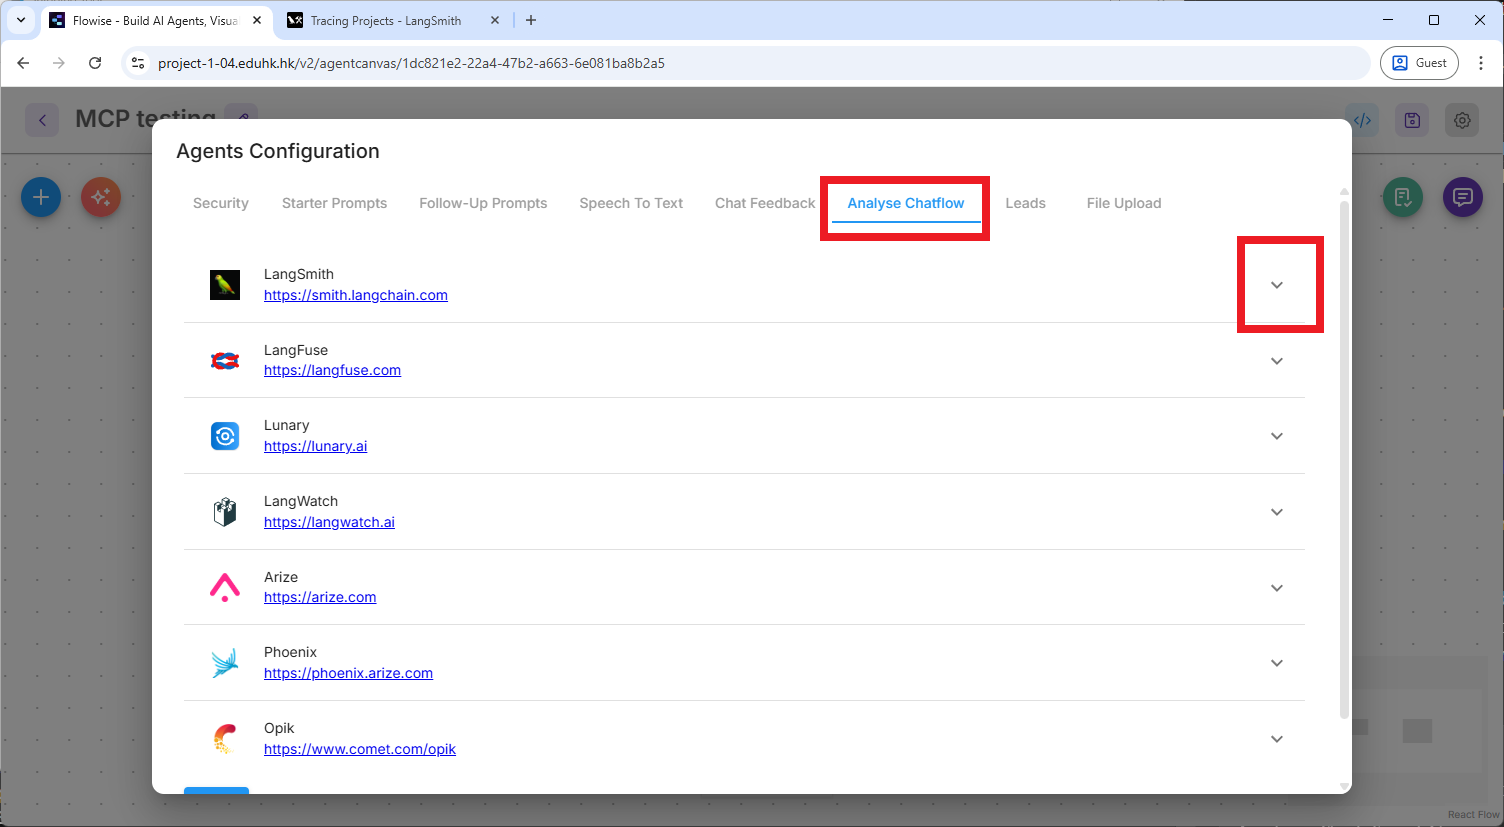 Flowise - Build AI Agents, Visua
Tracing Projects - LangSmith
project-1-04.eduhk.hk/v2/agentcanvas/1dc821e2-22a4-47b2-a663-6e081ba8b2a5
Guest
MCP testing
</>
Agents Configuration
Security
Starter Prompts
Follow-Up Prompts
Speech To Text
Chat Feedback
Analyse Chatflow
Leads
File Upload
LangSmith
https://smith.langchain.com
LangFuse
https://langfuse.com
Lunary
https://lunary.ai
LangWatch
https://langwatch.ai
Arize
https://arize.com
Phoenix
https://phoenix.arize.com
Opik
https://www.comet.com/opik
React Flow